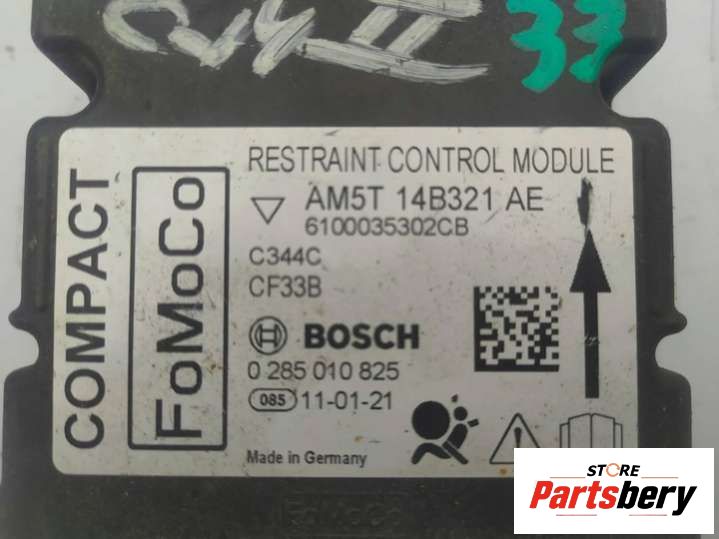 33
RESTRAINT CONTROL MODULE
AM5T 14B321 AE
6100035302CB
C344C
CF33B
BOSCH
0 285 010 825
085 11-01-21
Made in Germany
COMPACT
FoMoCo
STORE
Partsbery